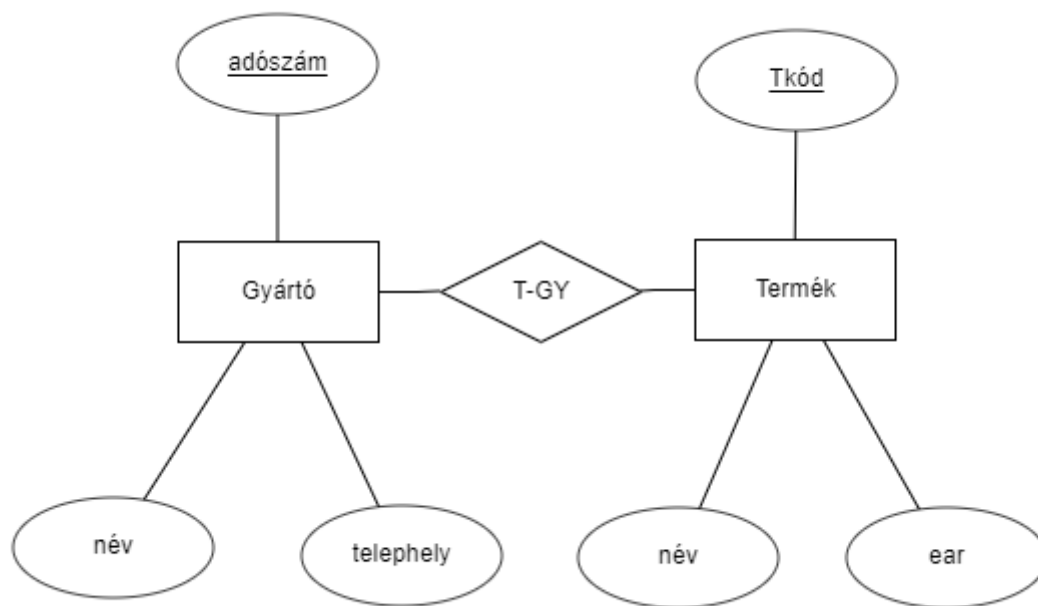 adószám
Tkód
Gyártó
T-GY
Termék
név
telephely
név
ear